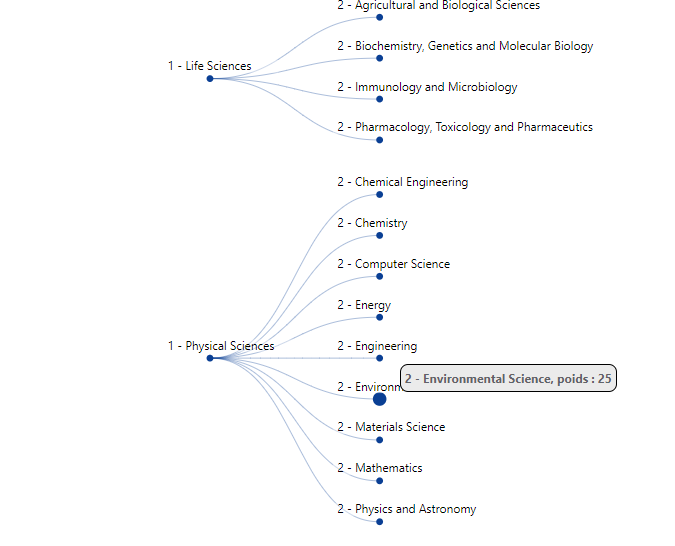 2 - Agricultural and Biological Sciences
2 - Biochemistry, Genetics and Molecular Biology
1 - Life Sciences
2 - Immunology and Microbiology
2 - Pharmacology, Toxicology and Pharmaceutics
2 - Chemical Engineering
2 - Chemistry
2 - Computer Science
2 - Energy
1 - Physical Sciences
2 - Engineering
2 - Environm
2 - Environmental Science, poids : 25
2 - Materials Science
2 - Mathematics
2 - Physics and Astronomy